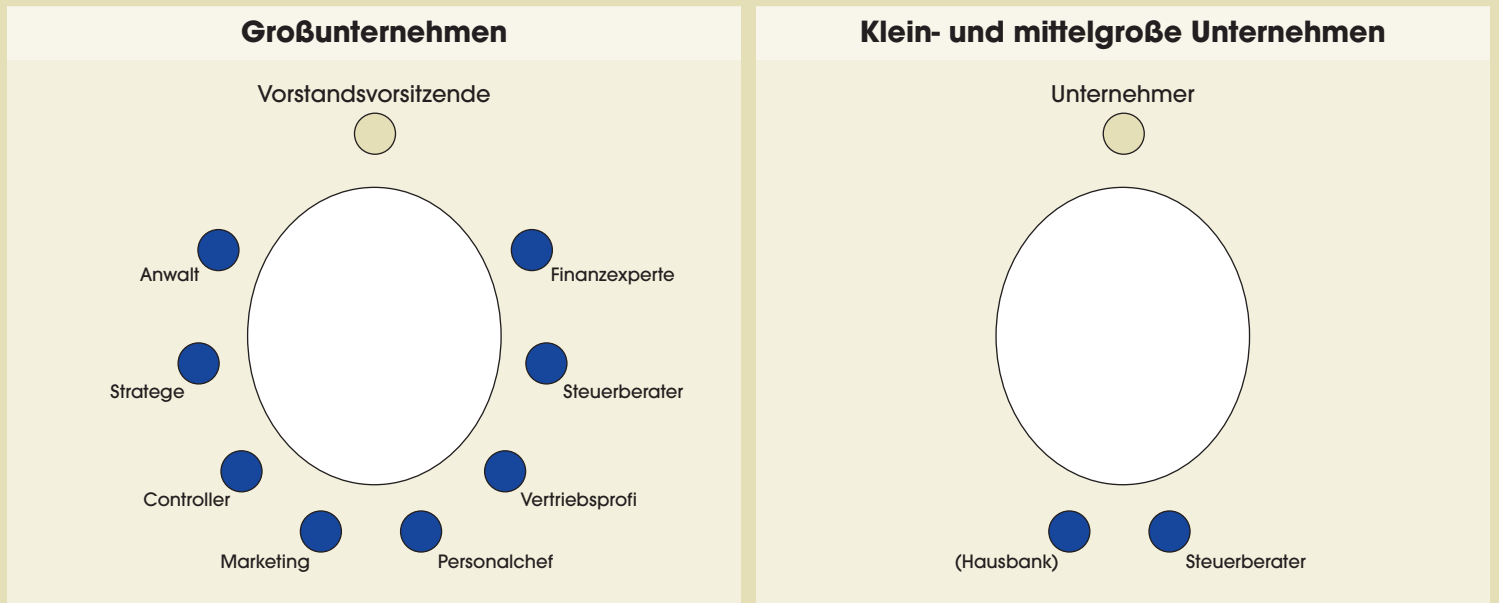 Großunternehmen
Vorstandsvorsitzende
Anwalt
Finanzexperte
Stratege
Steuerberater
Controller
Vertriebsprofi
Marketing
Personalchef
Klein- und mittelgroße Unternehmen
Unternehmer
(Hausbank)
Steuerberater